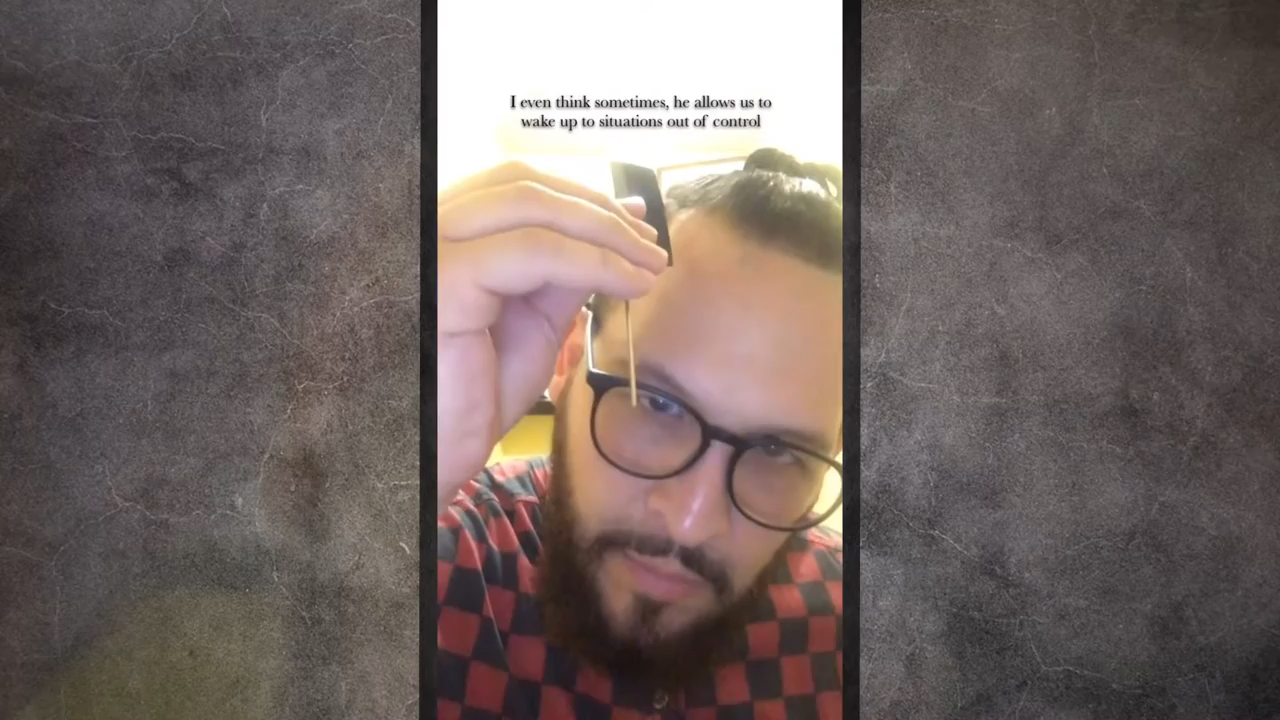 I even think sometimes, he allows us to
wake up to situations out of control